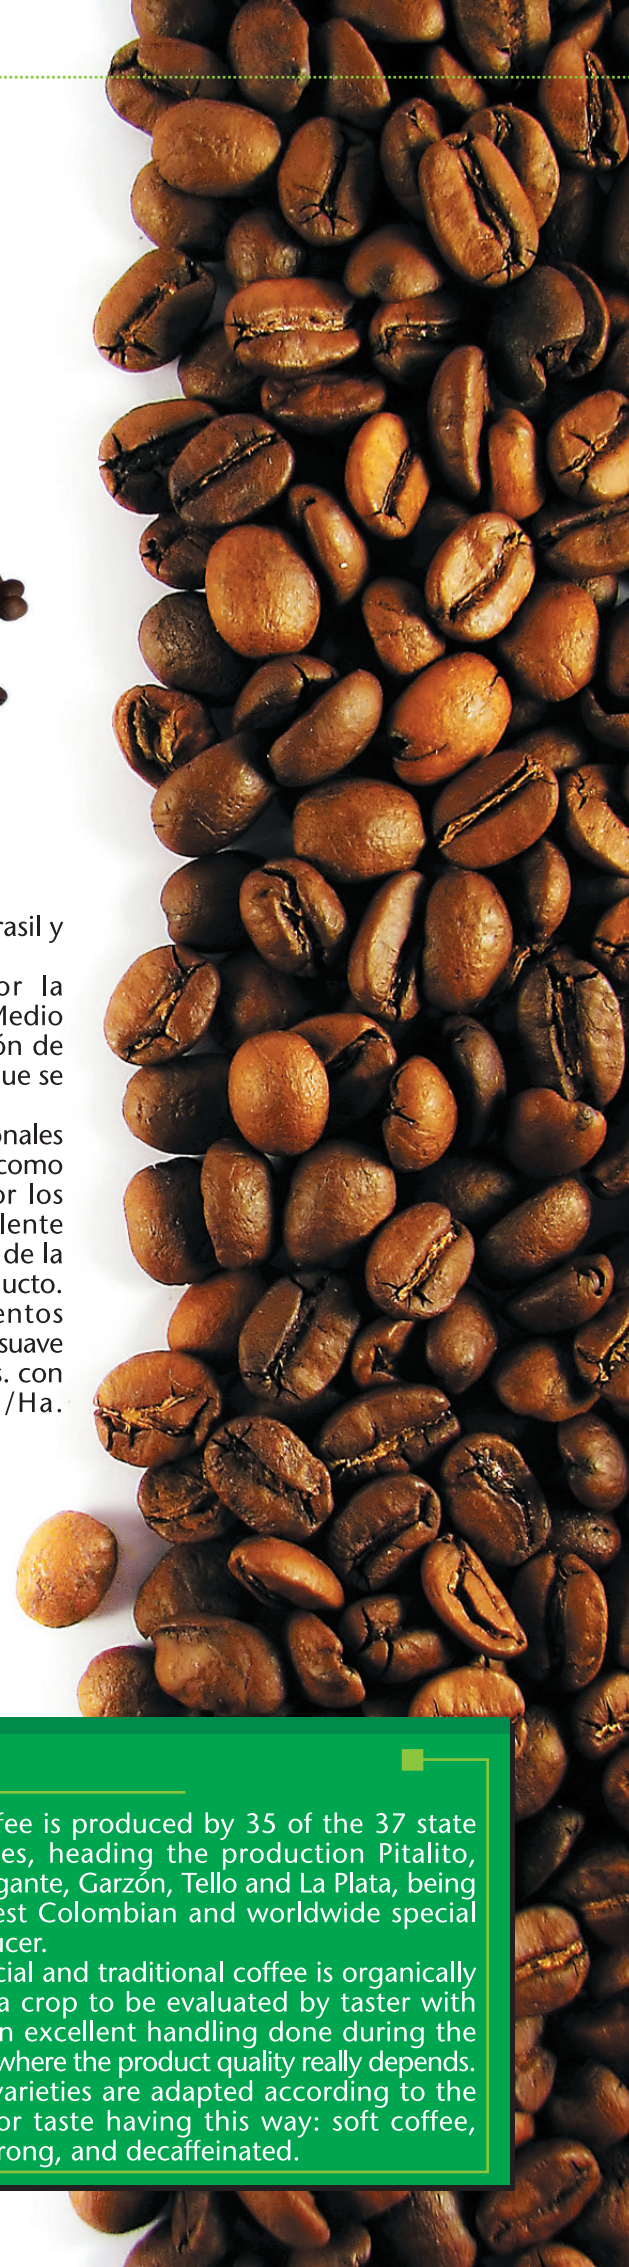 rasil y
or la
Medio
ón de
ue se
onales
como
or los
lente
de la
ucto.
entos
suave
s. con
/Ha.
fee is produced by 35 of the 37 state
es, heading the production Pitalito,
gante, Garzón, Tello and La Plata, being
est Colombian and worldwide special
ucer.
cial and traditional coffee is organically
a crop to be evaluated by taster with
n excellent handling done during the
where the product quality really depends.
varieties are adapted according to the
or taste having this way: soft coffee,
rong, and decaffeinated.